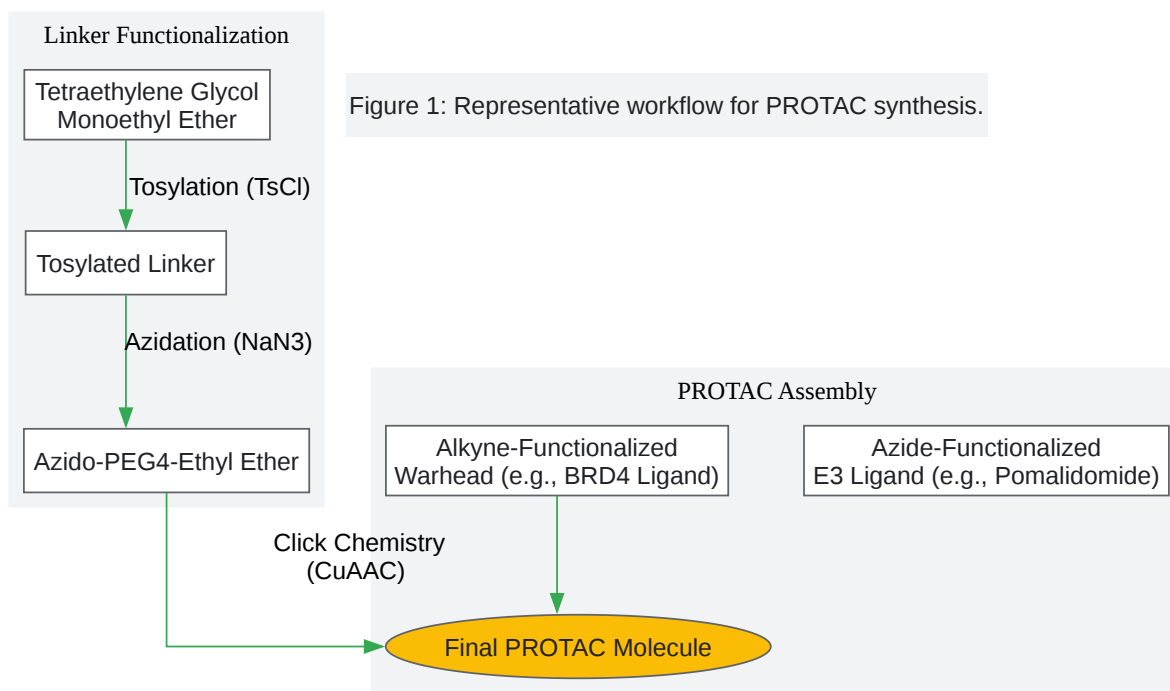 Linker Functionalization
Tetraethylene Glycol
Monoethyl Ether
Figure 1: Representative workflow for PROTAC synthesis.
Tosylation (TsCl)
Tosylated Linker
Azidation (NaN3)
Azido-PEG4-Ethyl Ether
PROTAC Assembly
Alkyne-Functionalized
Warhead (e.g., BRD4 Ligand)
Azide-Functionalized
E3 Ligand (e.g., Pomalidomide)
Click Chemistry
(CuAAC)
Final PROTAC Molecule